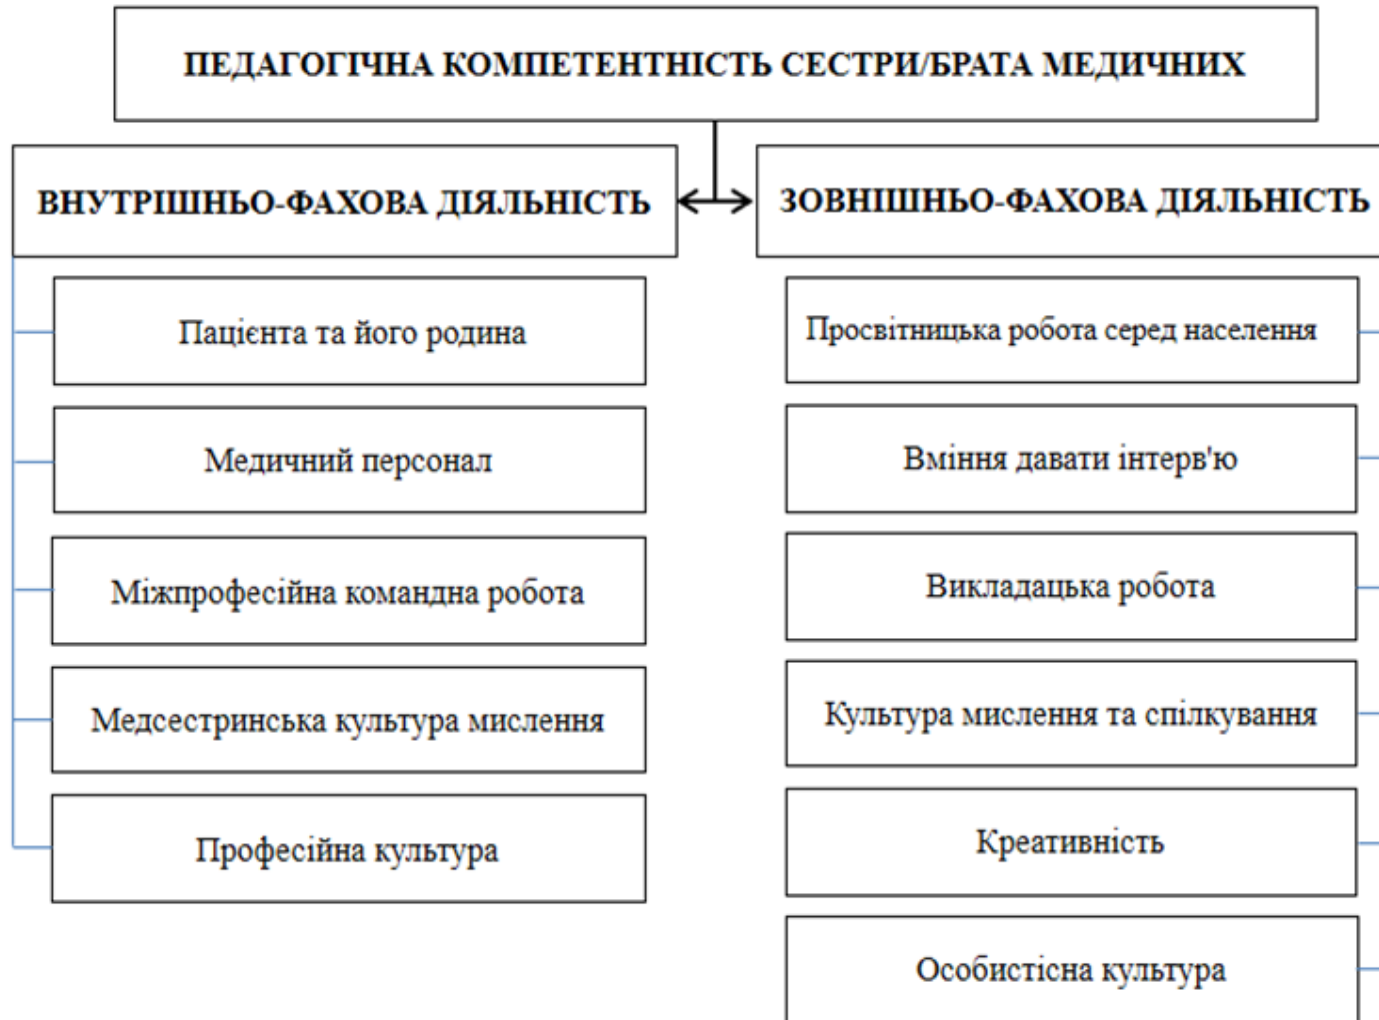 ПЕДАГОГІЧНА КОМПЕТЕНТНІСТЬ СЕСТРИ/БРАТА МЕДИЧНИХ
ВНУТРІШНЬО-ФАХОВА ДІЯЛЬНІСТЬ
Пацієнта та його родина
Медичний персонал
Міжпрофесійна командна робота
Медсестринська культура мислення
Професійна культура
ЗОВНІШНЬО-ФАХОВА ДІЯЛЬНІСТЬ
Просвітницька робота серед населення
Вміння давати інтерв'ю
Викладацька робота
Культура мислення та спілкування
Креативність
Особистісна культура